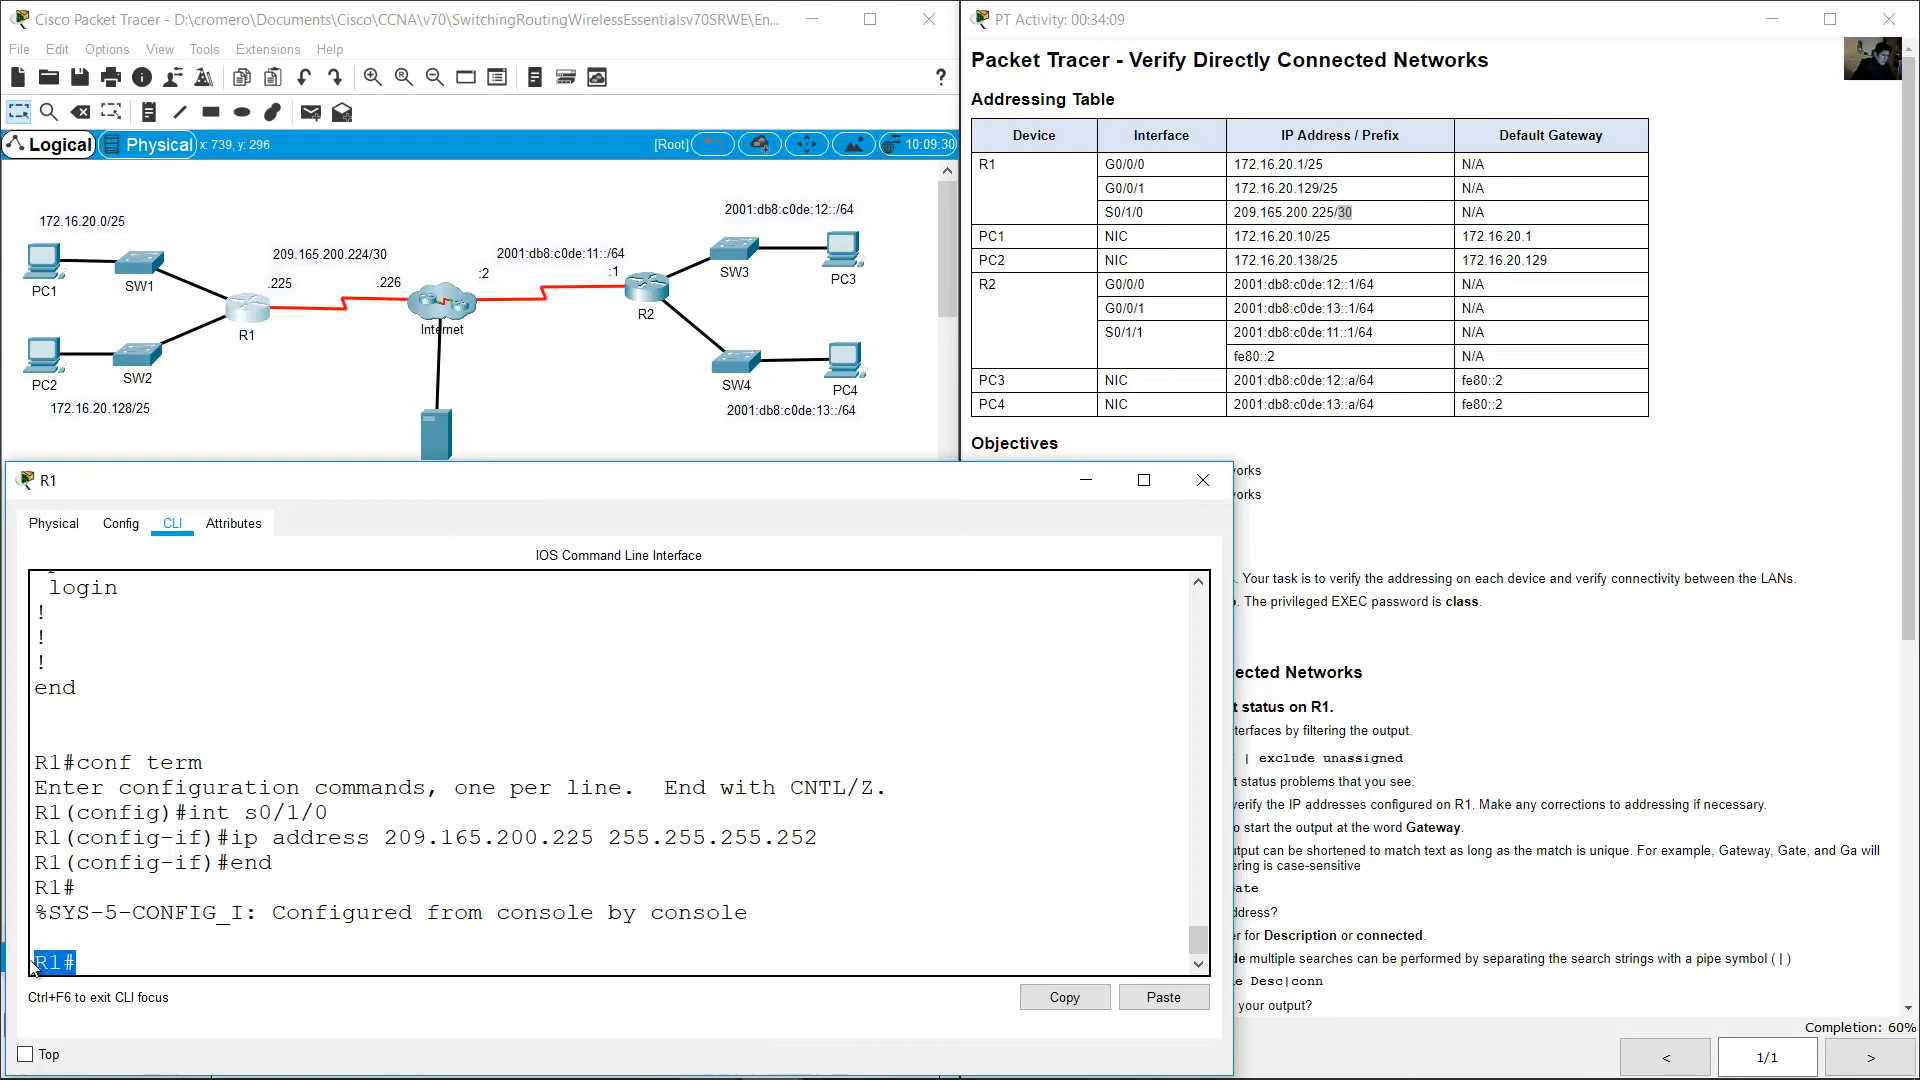 Cisco Packet Tracer - D:\cromero\Documents\Cisco\CCNA\v70\SwitchingRoutingWirelessEssentialsv70SRWE\En...
File Edit Options View Tools Extensions Help
Logical Physical x: 739, y: 296 [Root] 10:09:30
172.16.20.0/25
PC1
SW1
209.165.200.224/30
.225
.226
R1
PC2
SW2
172.16.20.128/25
Internet
:2
2001:db8:c0de:11::/64
:1
R2
2001:db8:c0de:12::/64
SW3
PC3
SW4
PC4
2001:db8:c0de:13::/64
R1
Physical Config CLI Attributes
IOS Command Line Interface
login
!
!
!
end
R1#conf term
Enter configuration commands, one per line. End with CNTL/Z.
R1(config)#int s0/1/0
R1(config-if)#ip address 209.165.200.225 255.255.255.252
R1(config-if)#end
R1#
%SYS-5-CONFIG_I: Configured from console by console
R1#
Ctrl+F6 to exit CLI focus
Copy Paste
Top
PT Activity: 00:34:09
Packet Tracer - Verify Directly Connected Networks
Addressing Table
Device Interface IP Address / Prefix Default Gateway
R1 G0/0/0 172.16.20.1/25 N/A
G0/0/1 172.16.20.129/25 N/A
S0/1/0 209.165.200.225/30 N/A
PC1 NIC 172.16.20.10/25 172.16.20.1
PC2 NIC 172.16.20.138/25 172.16.20.129
R2 G0/0/0 2001:db8:c0de:12::1/64 N/A
G0/0/1 2001:db8:c0de:13::1/64 N/A
S0/1/1 2001:db8:c0de:11::1/64 N/A
fe80::2 N/A
PC3 NIC 2001:db8:c0de:12::a/64 fe80::2
PC4 NIC 2001:db8:c0de:13::a/64 fe80::2
Objectives
orks
orks
. Your task is to verify the addressing on each device and verify connectivity between the LANs.
. The privileged EXEC password is class.
ected Networks
t status on R1.
terfaces by filtering the output.
| exclude unassigned
t status problems that you see.
verify the IP addresses configured on R1. Make any corrections to addressing if necessary.
o start the output at the word Gateway.
utput can be shortened to match text as long as the match is unique. For example, Gateway, Gate, and Ga will
ering is case-sensitive
ate
ddress?
er for Description or connected.
de multiple searches can be performed by separating the search strings with a pipe symbol ( | )
e Desc|conn
your output?
Completion: 60%
< 1/1 >